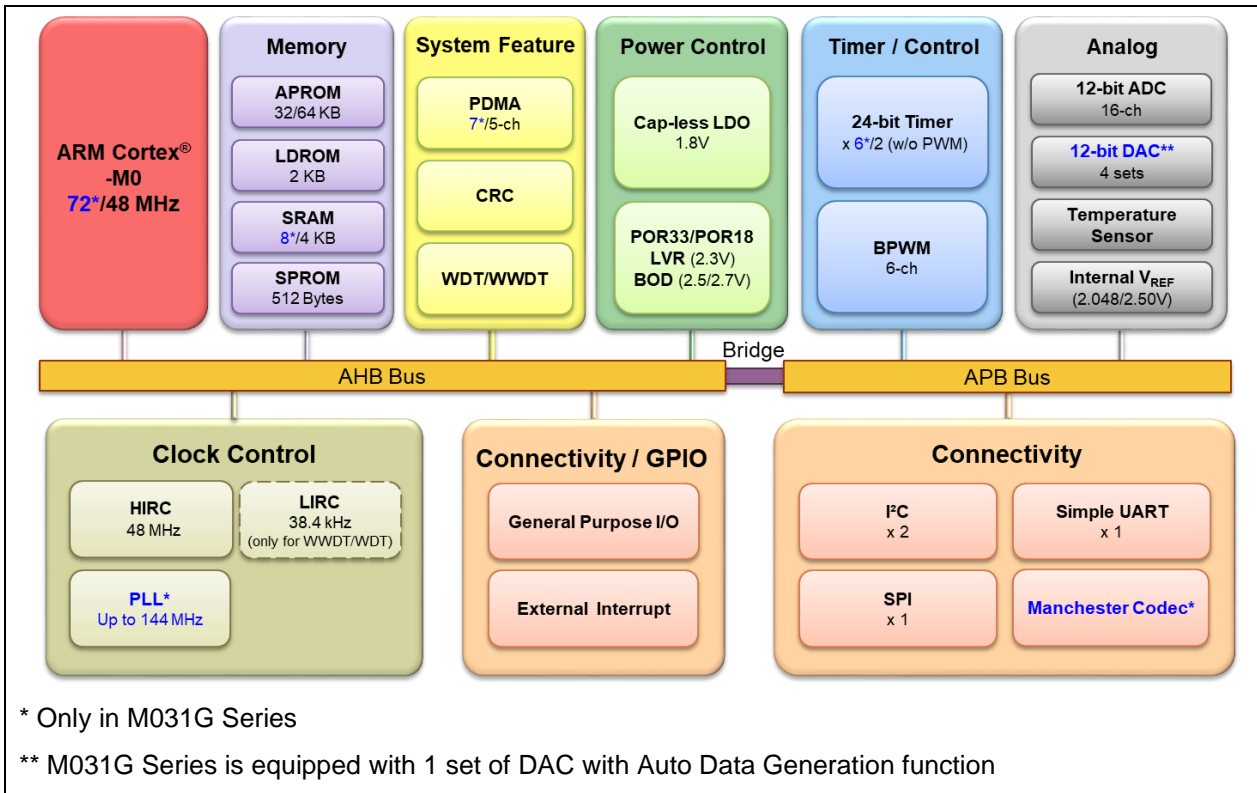 ARM Cortex®
-M0
72*/48 MHz
Memory
APROM
32/64 KB
LDROM
2 KB
SRAM
8*/4 KB
SPROM
512 Bytes
System Feature
PDMA
7*/5-ch
CRC
WDT/WWDT
Power Control
Cap-less LDO
1.8V
POR33/POR18
LVR (2.3V)
BOD (2.5/2.7V)
Timer / Control
24-bit Timer
x 6*/2 (w/o PWM)
BPWM
6-ch
Analog
12-bit ADC
16-ch
12-bit DAC**
4 sets
Temperature
Sensor
Internal VREF
(2.048/2.50V)
AHB Bus
Bridge
APB Bus
Clock Control
HIRC
48 MHz
LIRC
38.4 kHz
(only for WWDT/WDT)
PLL*
Up to 144 MHz
Connectivity / GPIO
General Purpose I/O
External Interrupt
Connectivity
I²C
x 2
Simple UART
x 1
SPI
x 1
Manchester Codec*
* Only in M031G Series
** M031G Series is equipped with 1 set of DAC with Auto Data Generation function